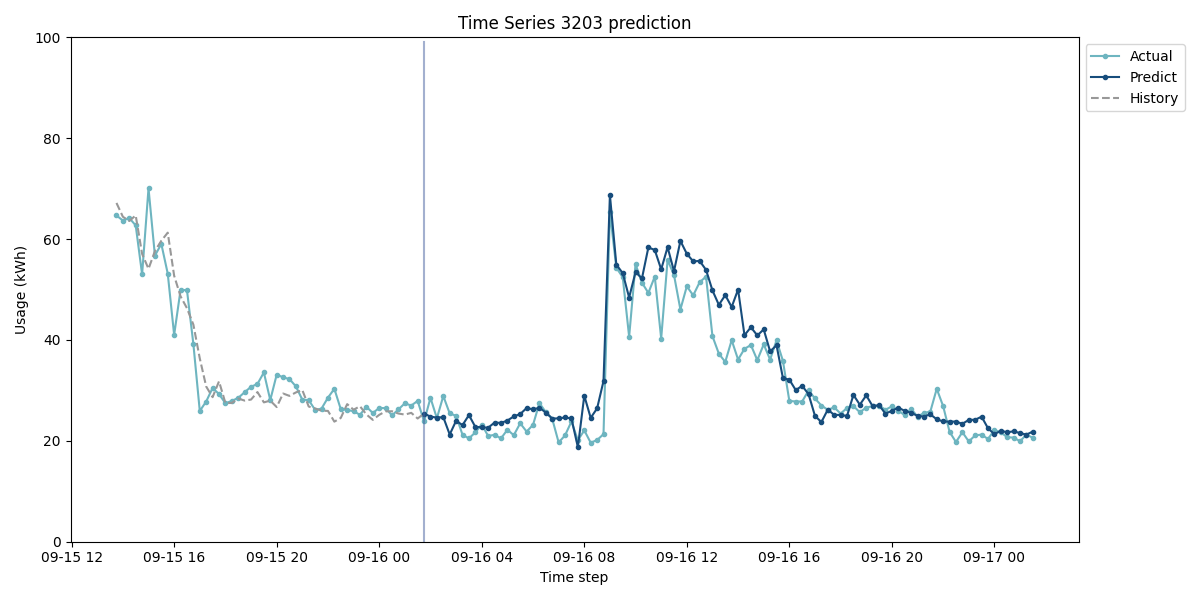 Time Series 3203 prediction
100
80
60
40
20
0
Usage (kWh)
09-15 12
09-15 16
09-15 20
09-16 00
09-16 04
09-16 08
09-16 12
09-16 16
09-16 20
09-17 00
Time step
Actual
Predict
History